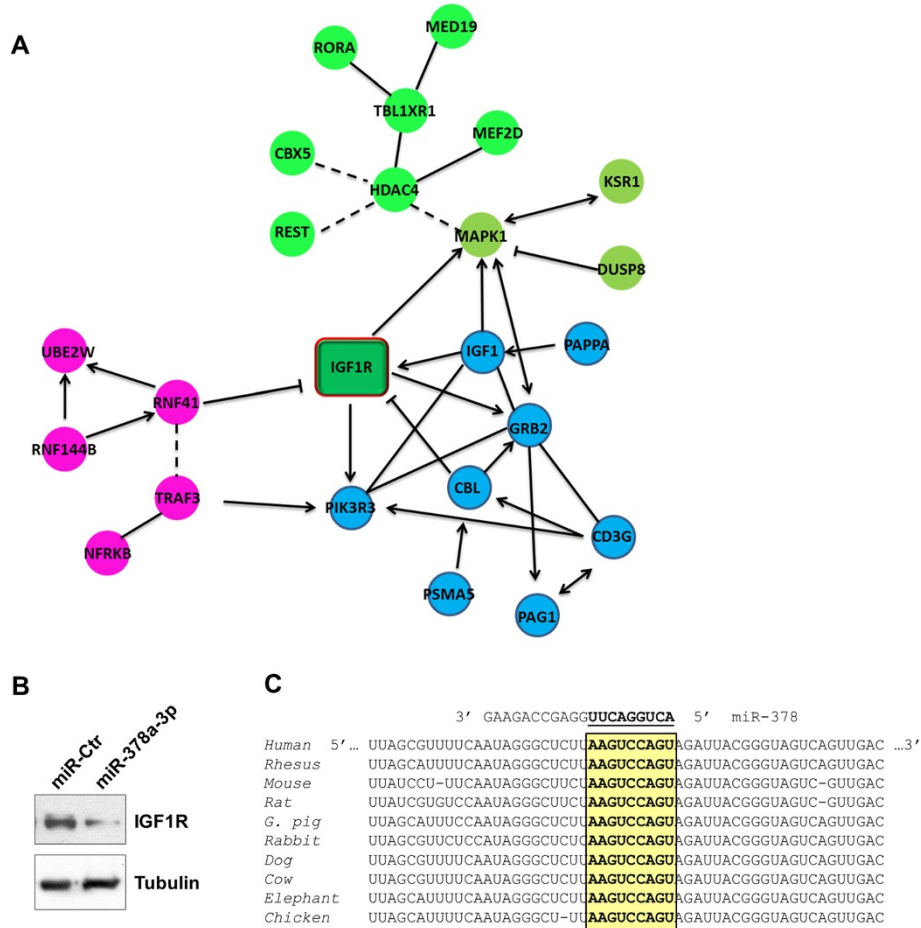 A
MED19
RORA
TBL1XR1
MEF2D
CBX5
HDAC4
KSR1
REST
MAPK1
DUSP8
UBE2W
IGF1R
IGF1
PAPPA
RNF41
GRB2
RNF144B
CBL
TRAF3
PIK3R3
CD3G
NFRKB
PSMA5
PAG1
B
miR-Ctr
miR-378a-3p
IGF1R
Tubulin
C
3' GAAGACCGAGGUUCAGGUCA 5' miR-378
Human 5'… UUAGCGUUUUCAAUAGGGCUCUUAAGUCCAGUAGAUUACGGGUAGUCAGUUGAC …3'
Rhesus UUAGCAUUUUCAAUAGGGCUCUUAAGUCCAGUAGAUUACGGGUAGUCAGUUGAC
Mouse UUAUCCU-UUCAAUAGGGCUUCUAAGUCCAGUAGAUUACGGGUAGUC-GUUGAC
Rat UUAUCGUGUCCAAUAGGGCUUCUAAGUCCAGUAGAUUACGGGUAGUC-GUUGAC
G. pig UUAGCAUUUCCAAUAGGGCUCUUAAGUCCAGUAGAUUACGGGUAGUCAGUUGAC
Rabbit UUAGCGUUCUCCAUAGGGCUCUCAAGUCCAGUAGAUUACGGGUAGUCAGUUGAC
Dog UUAGCGUUUUCAAUAGGGCUCUUAAGUCCAGUAGAUUACGGGUAGUCAGUUGAC
Cow UUAGCGUUUUCAAUAGGGCUCUUAAGUCCAGUAGAUUACGGGUAGUCAGUUGAC
Elephant UUAGCAUUUUCAAUAGGGCUCUUAAGUCCAGUAGAUUACGGGUAGUCAGUUGAC
Chicken UUAGCAUUUUCAAUAGGGCU-UUAAGUCCAGUAGAUUACGGGUAGUCAGUUGAC